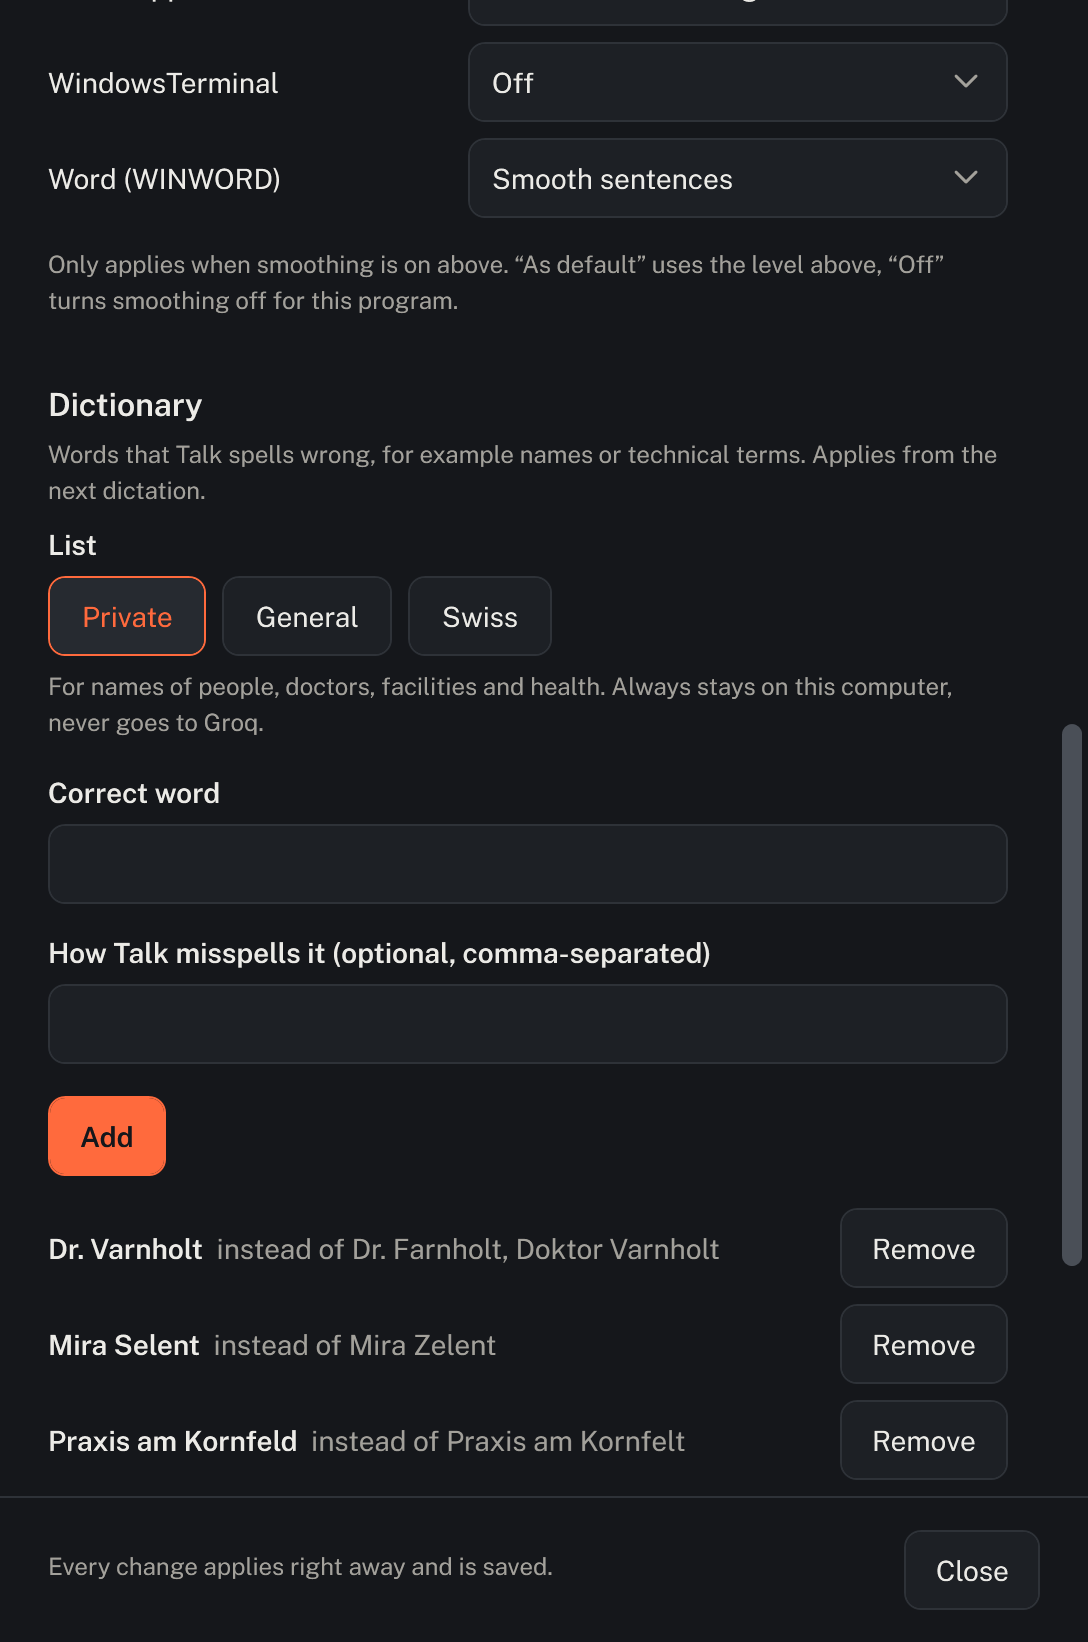 WindowsTerminal
Off
Word (WINWORD)
Smooth sentences
Only applies when smoothing is on above. “As default” uses the level above, “Off”
turns smoothing off for this program.
Dictionary
Words that Talk spells wrong, for example names or technical terms. Applies from the
next dictation.
List
Private
General
Swiss
For names of people, doctors, facilities and health. Always stays on this computer,
never goes to Groq.
Correct word
How Talk misspells it (optional, comma-separated)
Add
Dr. Varnholt instead of Dr. Farnholt, Doktor Varnholt
Remove
Mira Selent instead of Mira Zelent
Remove
Praxis am Kornfeld instead of Praxis am Kornfelt
Remove
Every change applies right away and is saved.
Close